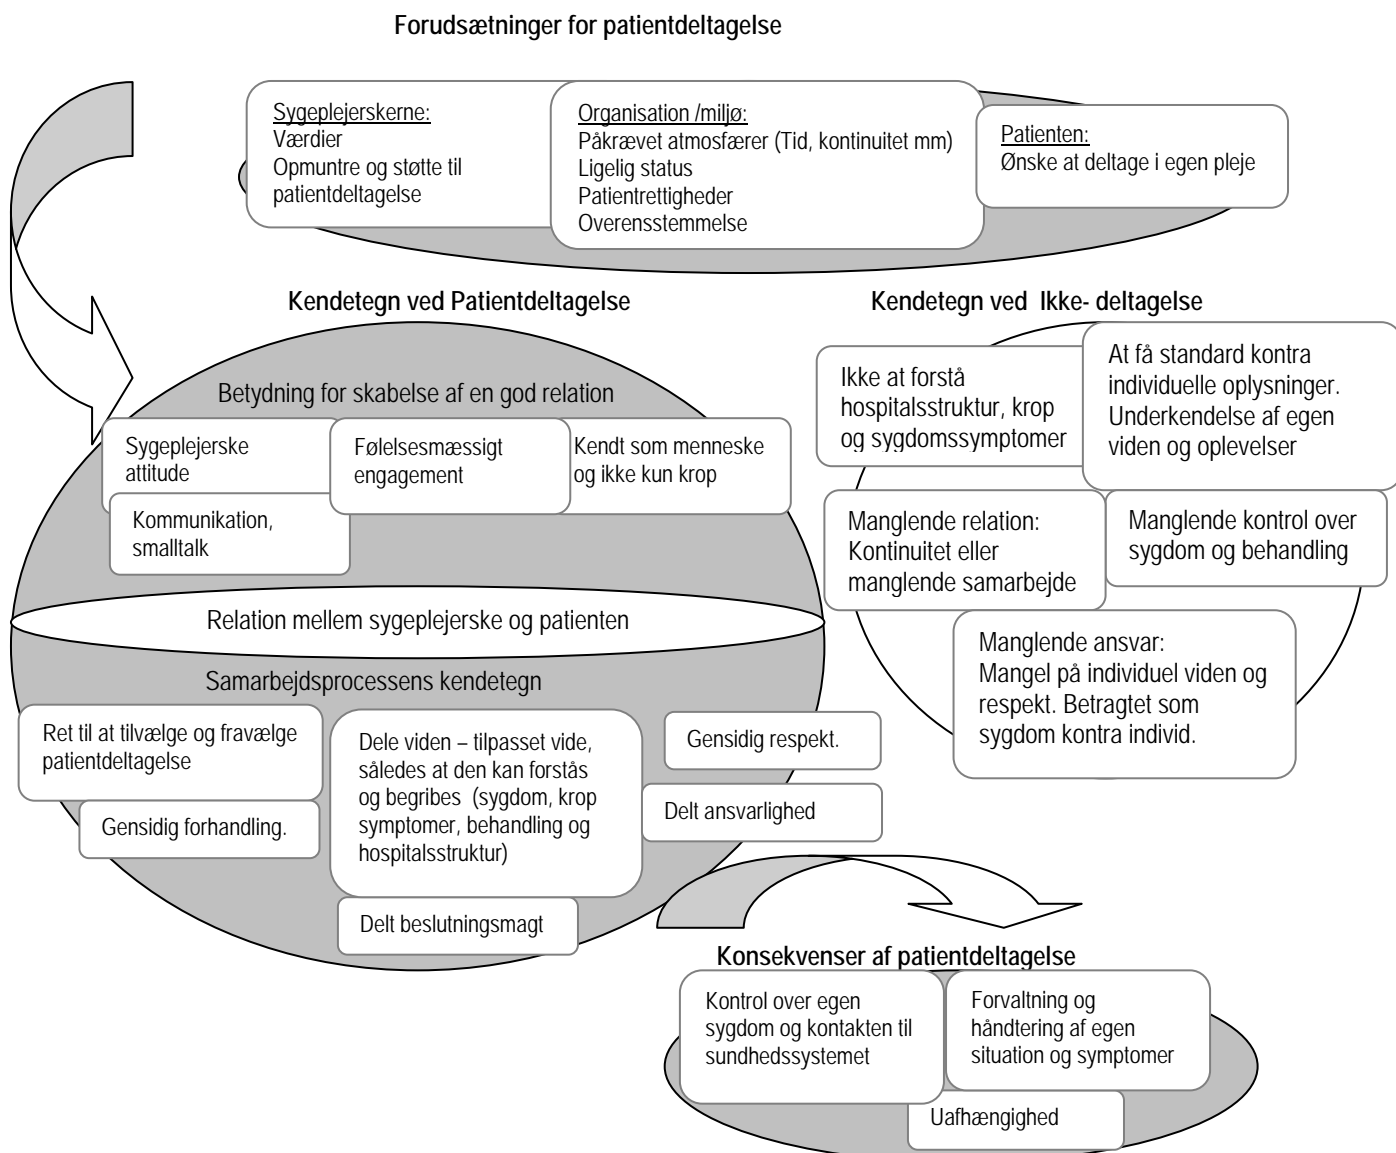 Forudsætninger for patientdeltagelse
Sygeplejerskerne:
Værdier
Opmuntre og støtte til
patientdeltagelse
Organisation /miljø:
Påkrævet atmosfærer (Tid, kontinuitet mm)
Ligelig status
Patientrettigheder
Overensstemmelse
Patienten:
Ønske at deltage i egen pleje
Kendetegn ved Patientdeltagelse
Betydning for skabelse af en god relation
Sygeplejerske
attitude
Følelsesmæssigt
engagement
Kendt som menneske
og ikke kun krop
Kommunikation,
smalltalk
Relation mellem sygeplejerske og patienten
Samarbejdsprocessens kendetegn
Ret til at tilvælge og fravælge
patientdeltagelse
Gensidig forhandling.
Dele viden – tilpasset vide,
således at den kan forstås
og begribes (sygdom, krop
symptomer, behandling og
hospitalsstruktur)
Delt beslutningsmagt
Gensidig respekt.
Delt ansvarlighed
Kendetegn ved Ikke- deltagelse
Ikke at forstå
hospitalsstruktur, krop
og sygdomssymptomer
At få standard kontra
individuelle oplysninger.
Underkendelse af egen
viden og oplevelser
Manglende relation:
Kontinuitet eller
manglende samarbejde
Manglende kontrol over
sygdom og behandling
Manglende ansvar:
Mangel på individuel viden og
respekt. Betragtet som
sygdom kontra individ.
Konsekvenser af patientdeltagelse
Kontrol over egen
sygdom og kontakten til
sundhedssystemet
Forvaltning og
håndtering af egen
situation og symptomer
Uafhængighed